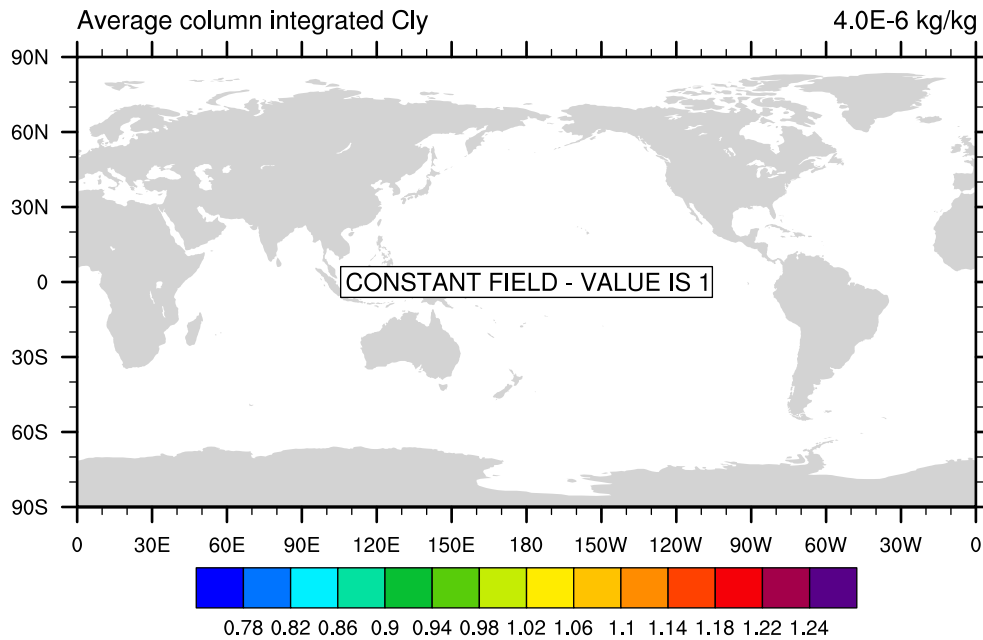 Average column integrated Cly 4.0E-6 kg/kg
90N
60N
30N
CONSTANT FIELD - VALUE IS 1
0
30S
60S
90S
0 30E 60E 90E 120E 150E 180 150W 120W 90W 60W 30W 0
0.78 0.82 0.86 0.9 0.94 0.98 1.02 1.06 1.1 1.14 1.18 1.22 1.24